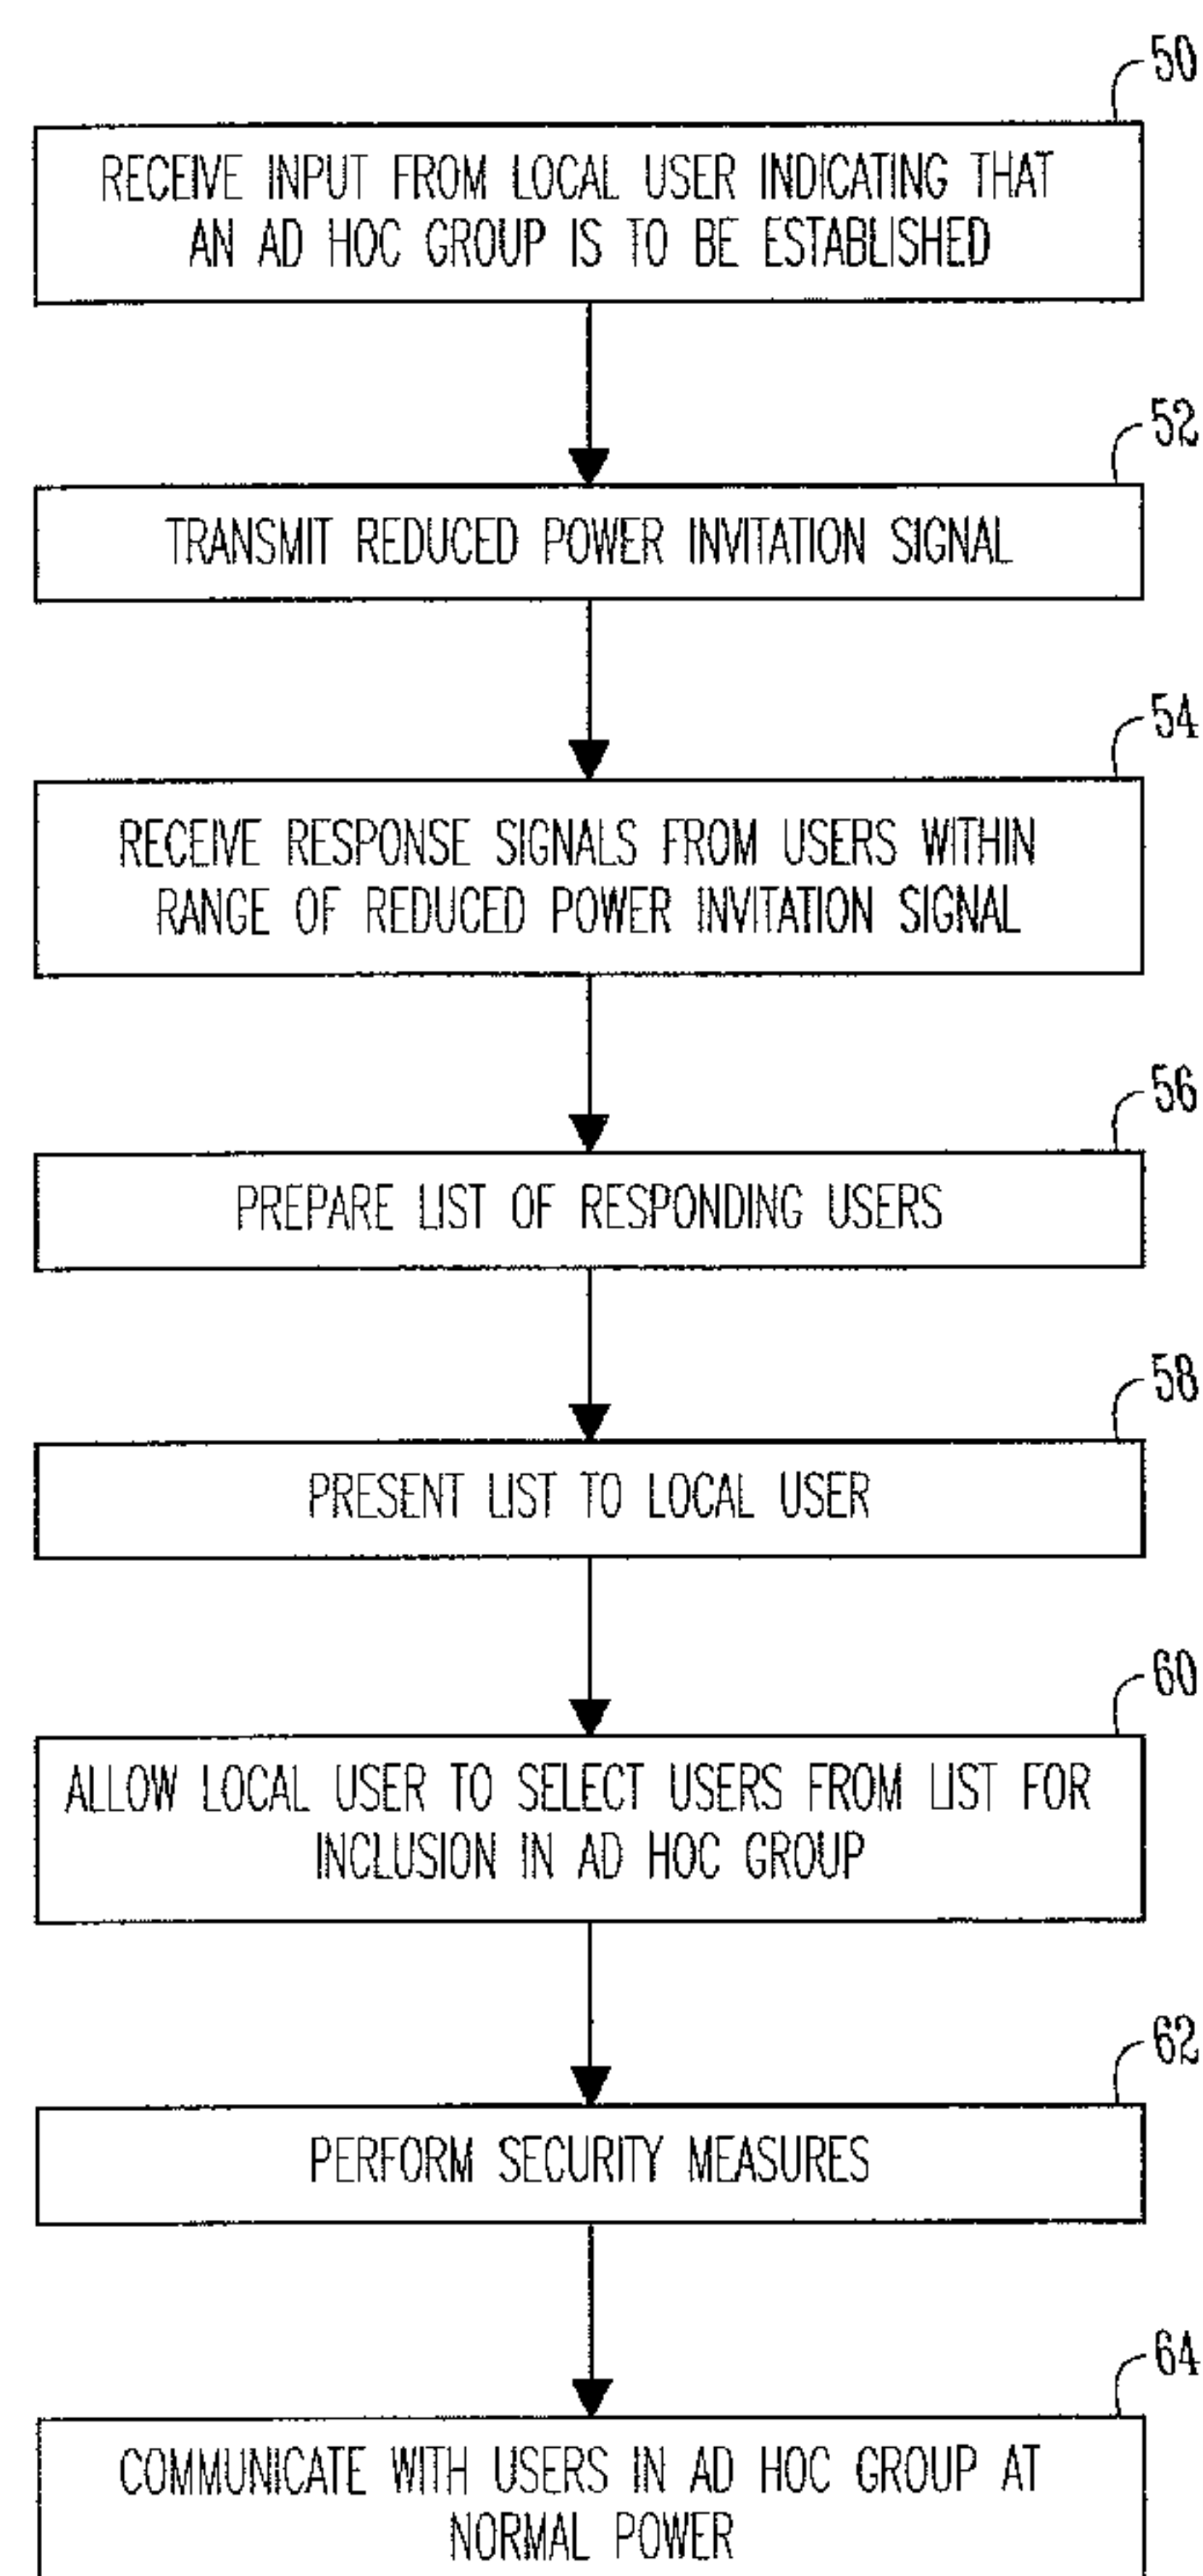 50
RECEIVE INPUT FROM LOCAL USER INDICATING THAT
AN AD HOC GROUP IS TO BE ESTABLISHED
52
TRANSMIT REDUCED POWER INVITATION SIGNAL
54
RECEIVE RESPONSE SIGNALS FROM USERS WITHIN
RANGE OF REDUCED POWER INVITATION SIGNAL
56
PREPARE LIST OF RESPONDING USERS
58
PRESENT LIST TO LOCAL USER
60
ALLOW LOCAL USER TO SELECT USERS FROM LIST FOR
INCLUSION IN AD HOC GROUP
62
PERFORM SECURITY MEASURES
64
COMMUNICATE WITH USERS IN AD HOC GROUP AT
NORMAL POWER